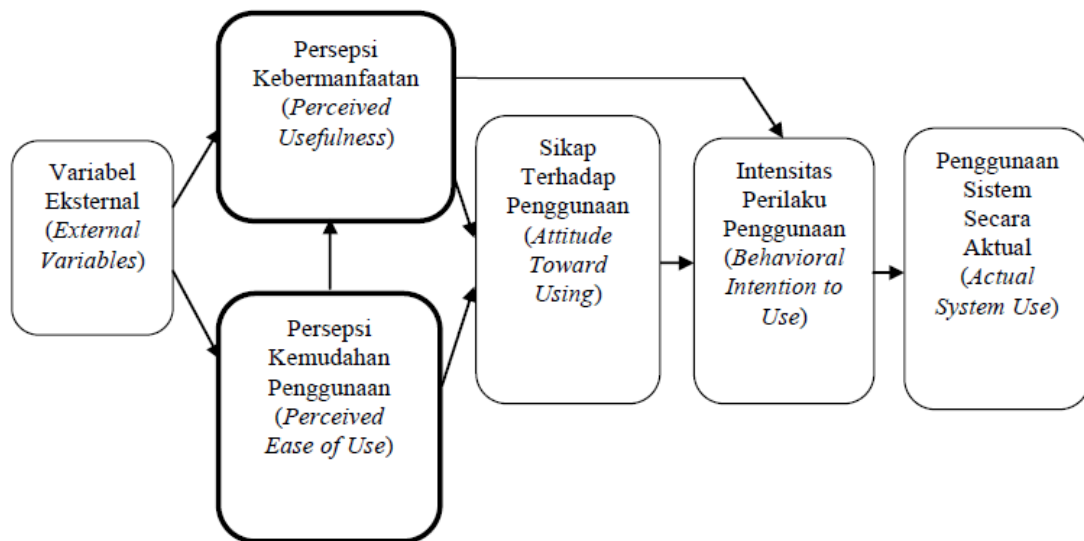 Variabel
Eksternal
(External
Variables)
Persepsi
Kebermanfaatan
(Perceived
Usefulness)
Persepsi
Kemudahan
Penggunaan
(Perceived
Ease of Use)
Sikap
Terhadap
Penggunaan
(Attitude
Toward
Using)
Intensitas
Perilaku
Penggunaan
(Behavioral
Intention to
Use)
Penggunaan
Sistem
Secara
Aktual
(Actual
System Use)